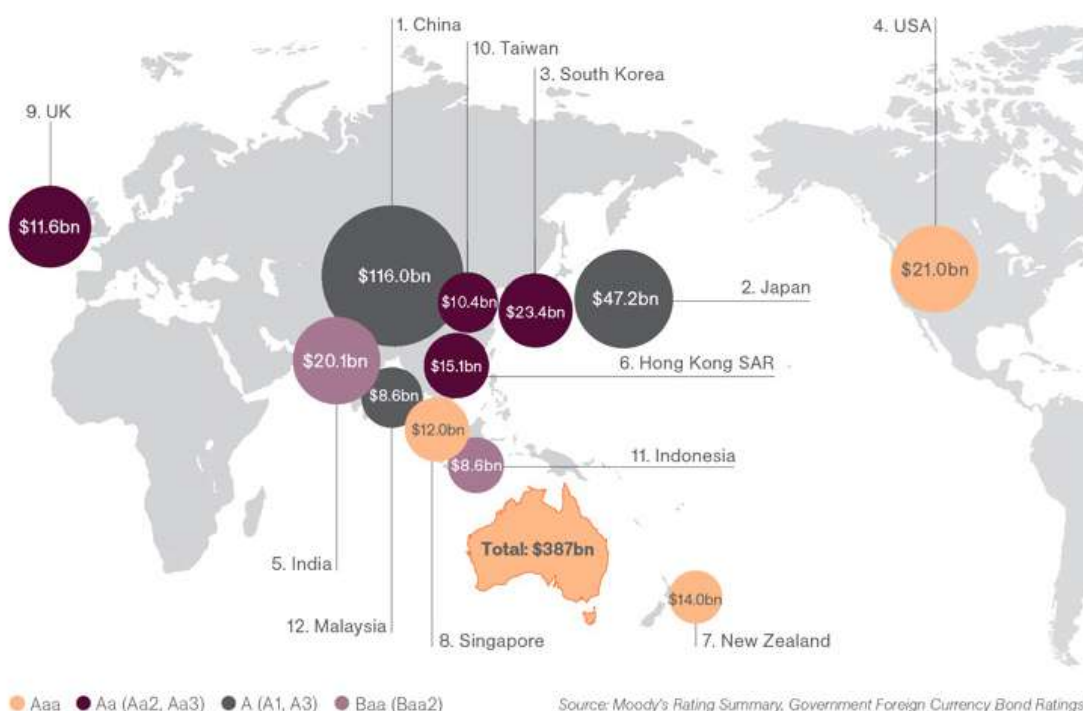 1. China
10. Taiwan
4. USA
3. South Korea
9. UK
$11.6bn
$116.0bn
$10.4bn
$23.4bn
$47.2bn
$21.0bn
2. Japan
$20.1bn
$15.1bn
6. Hong Kong SAR
$8.6bn
$12.0bn
$8.6bn
11. Indonesia
Total: $387bn
5. India
$14.0bn
12. Malaysia
8. Singapore
7. New Zealand
Aaa Aa (Aa2, Aa3) A (A1, A3) Baa (Baa2)
Source: Moody's Rating Summary, Government Foreign Currency Bond Ratings